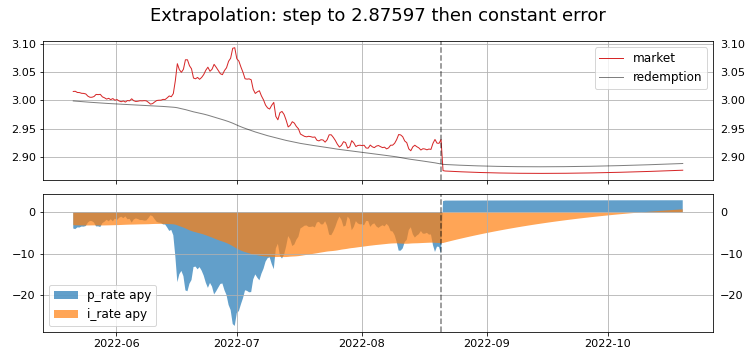 Extrapolation: step to 2.87597 then constant error
3.10 3.10
3.05 3.05
3.00 3.00
2.95 2.95
2.90 2.90
market
redemption
0 0
−10 −10
−20 −20
p_rate apy
i_rate apy
2022-06 2022-07 2022-08 2022-09 2022-10